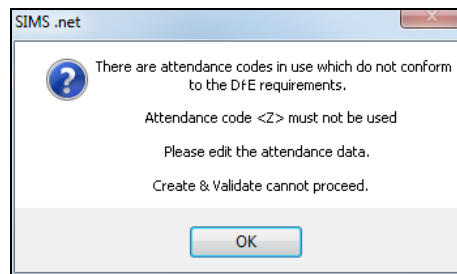 SIMS .net
There are attendance codes in use which do not conform
to the DfE requirements.
Attendance code <Z> must not be used
Please edit the attendance data.
Create & Validate cannot proceed.
OK